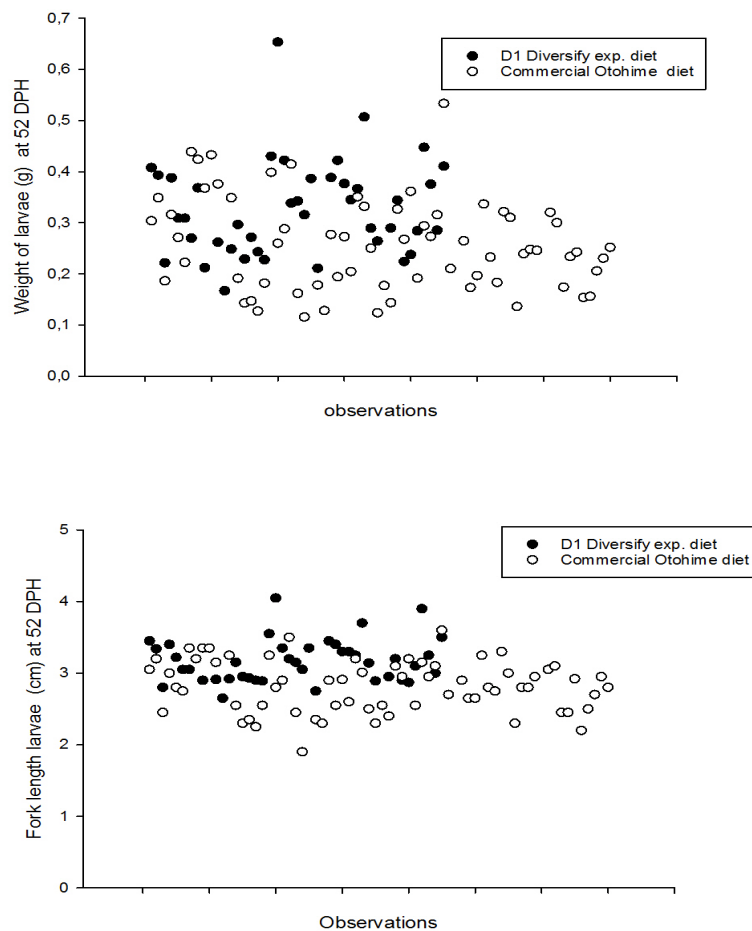 0,7
0,6
0,5
0,4
0,3
0,2
0,1
0,0
Weight of larvae (g) at 52 DPH
D1 Diversify exp. diet
Commercial Otohime diet
observations
5
4
3
2
1
0
Fork length larvae (cm) at 52 DPH
D1 Diversify exp. diet
Commercial Otohime diet
Observations